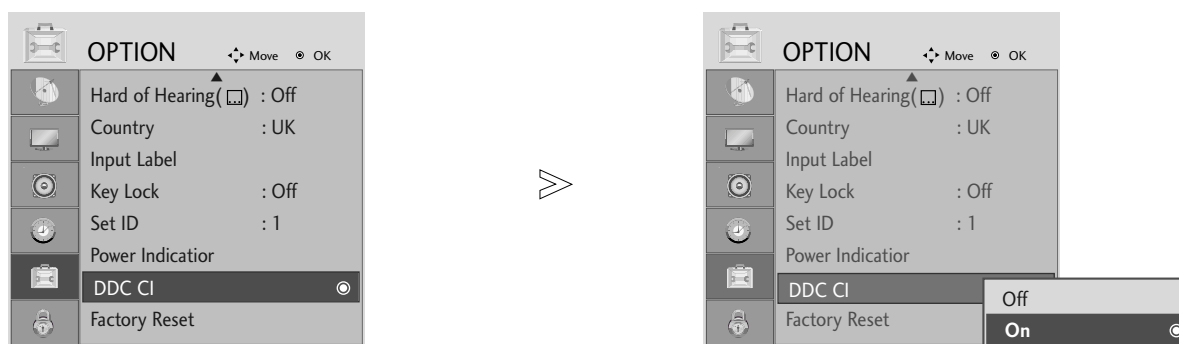 OPTION Move OK
Hard of Hearing( ) : Off
Country : UK
Input Label
Key Lock : Off
Set ID : 1
Power Indicatior
DDC CI
Factory Reset
OPTION Move OK
Hard of Hearing( ) : Off
Country : UK
Input Label
Key Lock : Off
Set ID : 1
Power Indicatior
DDC CI
Factory Reset
Off
On